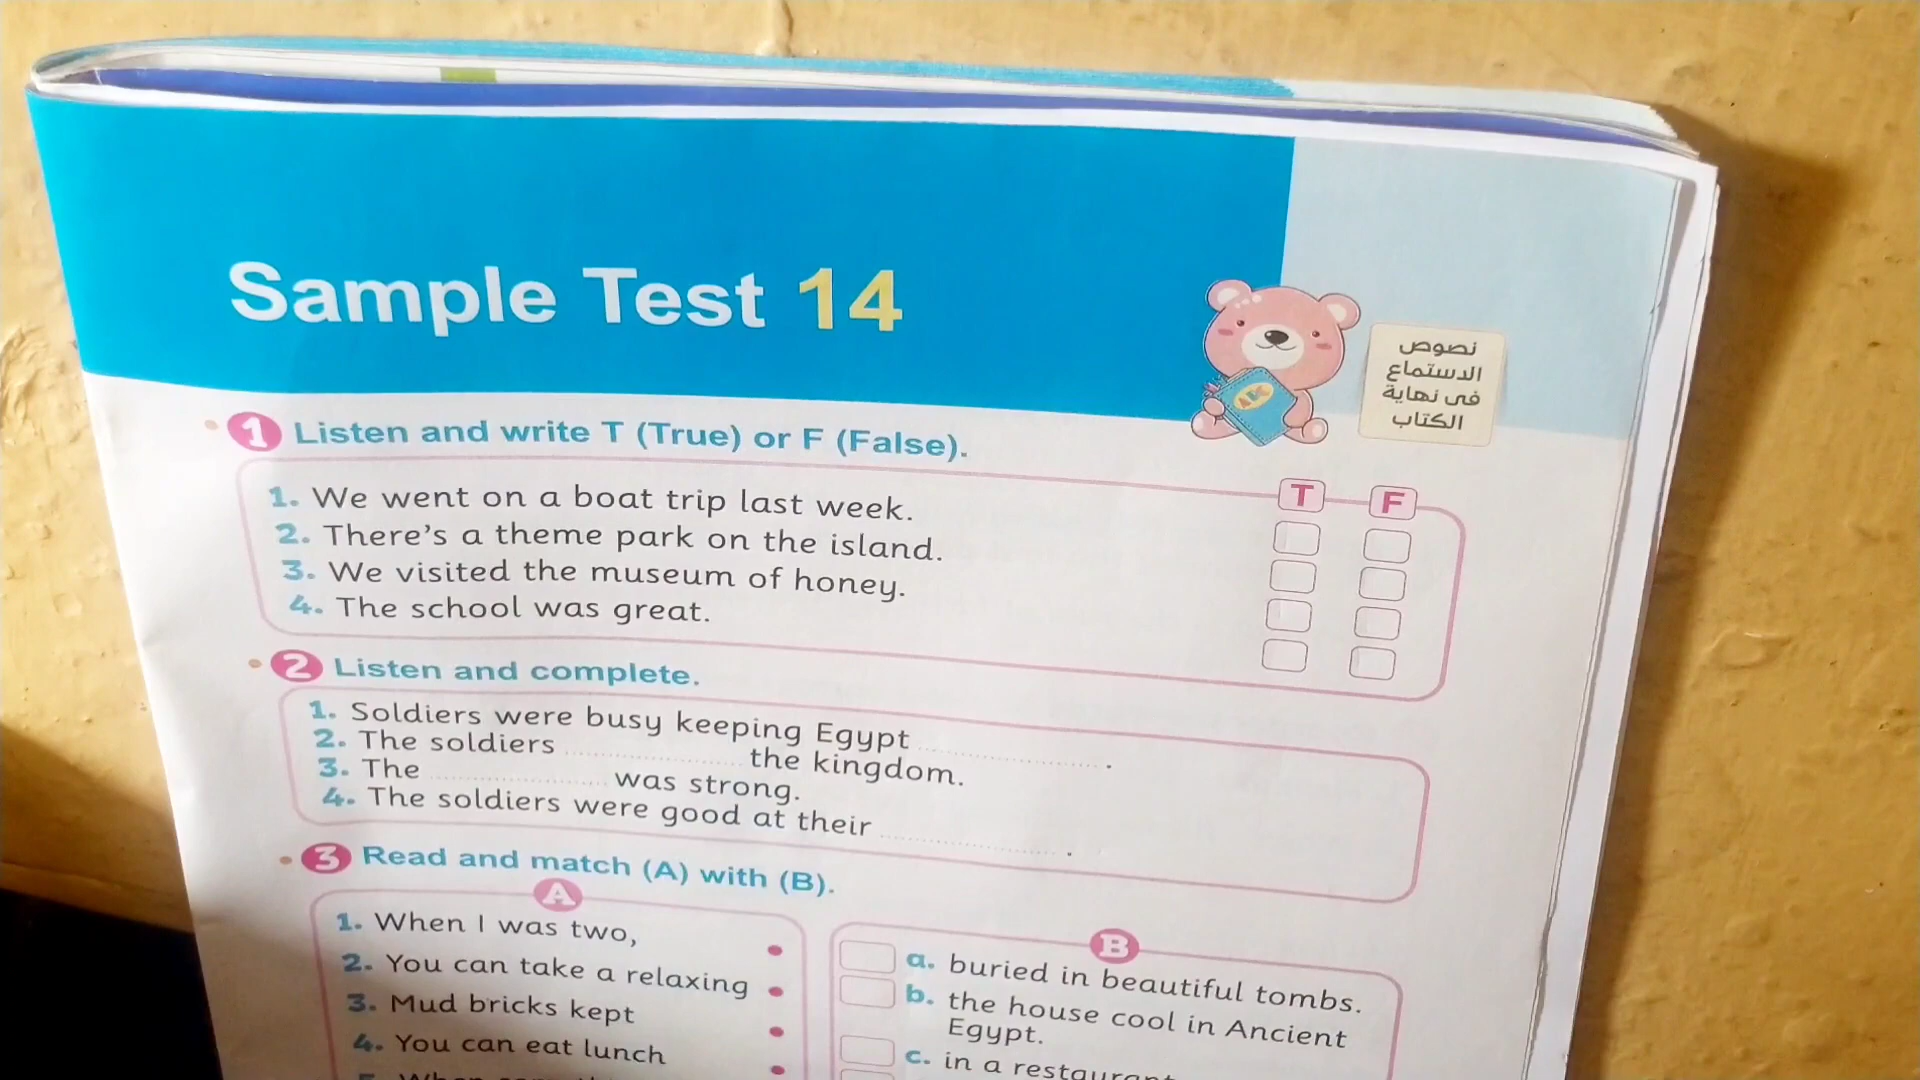 Sample Test 14
نصوص
الاستماع
فى نهاية
الكتاب
1 Listen and write T (True) or F (False).
T F
1. We went on a boat trip last week.
2. There's a theme park on the island.
3. We visited the museum of honey.
4. The school was great.
2 Listen and complete.
1. Soldiers were busy keeping Egypt .................... .
2. The soldiers .................... the kingdom.
3. The .................... was strong.
4. The soldiers were good at their .................... .
3 Read and match (A) with (B).
A
1. When I was two,
2. You can take a relaxing
3. Mud bricks kept
4. You can eat lunch
B
a. buried in beautiful tombs.
b. the house cool in Ancient
Egypt.
c. in a restaurant